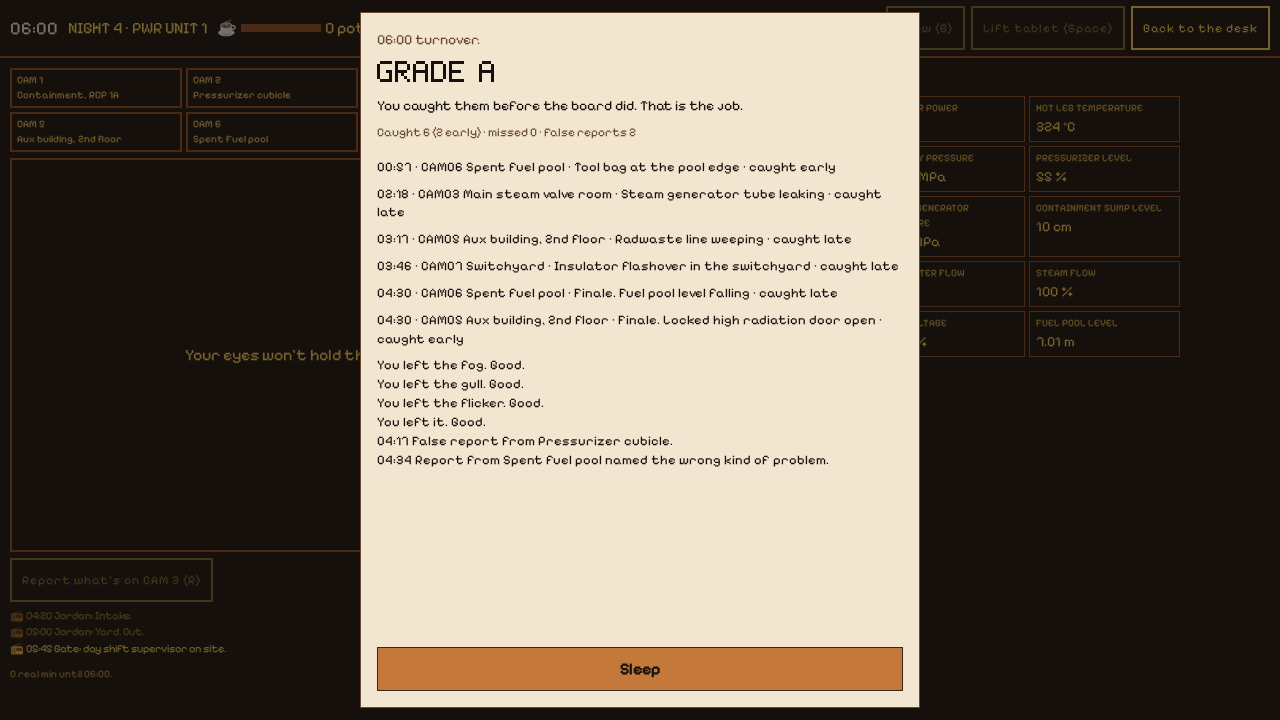 06:00 NIGHT 4 · PWR UNIT 1 0 pot
w (B) Lift tablet (Space) Back to the desk
CAM 1
Containment, RCP 1A
CAM 2
Pressurizer cubicle
CAM 5
Aux building, 2nd floor
CAM 6
Spent fuel pool
Your eyes won't hold th
Report what's on CAM 3 (R)
04:20 Jordan: Intake.
05:00 Jordan: Yard. Out.
05:45 Gate: day shift supervisor on site.
0 real min until 06:00.
06:00 turnover.
GRADE A
You caught them before the board did. That is the job.
Caught 6 (2 early) · missed 0 · false reports 2
00:57 · CAM06 Spent fuel pool · Tool bag at the pool edge · caught early
02:18 · CAM03 Main steam valve room · Steam generator tube leaking · caught
late
03:17 · CAM05 Aux building, 2nd floor · Radwaste line weeping · caught late
03:46 · CAM07 Switchyard · Insulator flashover in the switchyard · caught late
04:30 · CAM06 Spent fuel pool · Finale. Fuel pool level falling · caught late
04:30 · CAM05 Aux building, 2nd floor · Finale. Locked high radiation door open ·
caught early
You left the fog. Good.
You left the gull. Good.
You left the flicker. Good.
You left it. Good.
04:17 False report from Pressurizer cubicle.
04:34 Report from Spent fuel pool named the wrong kind of problem.
Sleep
POWER
HOT LEG TEMPERATURE
324 °C
Y PRESSURE
MPa
PRESSURIZER LEVEL
55 %
GENERATOR
RE
MPa
CONTAINMENT SUMP LEVEL
10 cm
TER FLOW
STEAM FLOW
100 %
LTAGE
%
FUEL POOL LEVEL
7.01 m